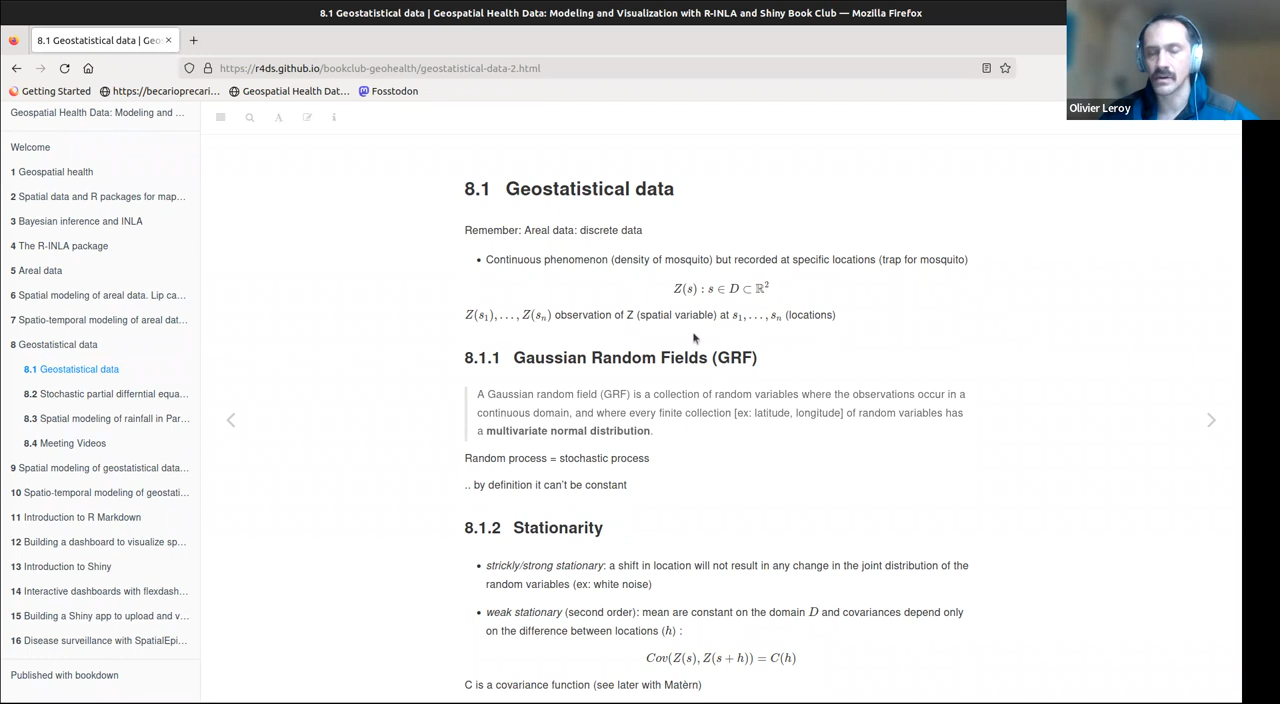 8.1 Geostatistical data | Geospatial Health Data: Modeling and Visualization with R-INLA and Shiny Book Club — Mozilla Firefox
8.1 Geostatistical data | Geo
https://r4ds.github.io/bookclub-geohealth/geostatistical-data-2.html
Getting Started
https://becarioprecari…
Geospatial Health Dat…
Fosstodon
Olivier Leroy
Geospatial Health Data: Modeling and ...
Welcome
1 Geospatial health
2 Spatial data and R packages for map...
3 Bayesian inference and INLA
4 The R-INLA package
5 Areal data
6 Spatial modeling of areal data. Lip ca...
7 Spatio-temporal modeling of areal dat...
8 Geostatistical data
8.1 Geostatistical data
8.2 Stochastic partial differntial equa...
8.3 Spatial modeling of rainfall in Par...
8.4 Meeting Videos
9 Spatial modeling of geostatistical data...
10 Spatio-temporal modeling of geostati...
11 Introduction to R Markdown
12 Building a dashboard to visualize sp...
13 Introduction to Shiny
14 Interactive dashboards with flexdash...
15 Building a Shiny app to upload and v...
16 Disease surveillance with SpatialEpi...
Published with bookdown
8.1 Geostatistical data
Remember: Areal data: discrete data
• Continuous phenomenon (density of mosquito) but recorded at specific locations (trap for mosquito)
Z(s) : s ∈ D ⊂ ℝ²
Z(s₁), . . . , Z(sₙ) observation of Z (spatial variable) at s₁, . . . , sₙ (locations)
8.1.1 Gaussian Random Fields (GRF)
A Gaussian random field (GRF) is a collection of random variables where the observations occur in a
continuous domain, and where every finite collection [ex: latitude, longitude] of random variables has
a multivariate normal distribution.
Random process = stochastic process
.. by definition it can't be constant
8.1.2 Stationarity
• strickly/strong stationary: a shift in location will not result in any change in the joint distribution of the
random variables (ex: white noise)
• weak stationary (second order): mean are constant on the domain D and covariances depend only
on the difference between locations (h) :
Cov(Z(s), Z(s + h)) = C(h)
C is a covariance function (see later with Matèrn)